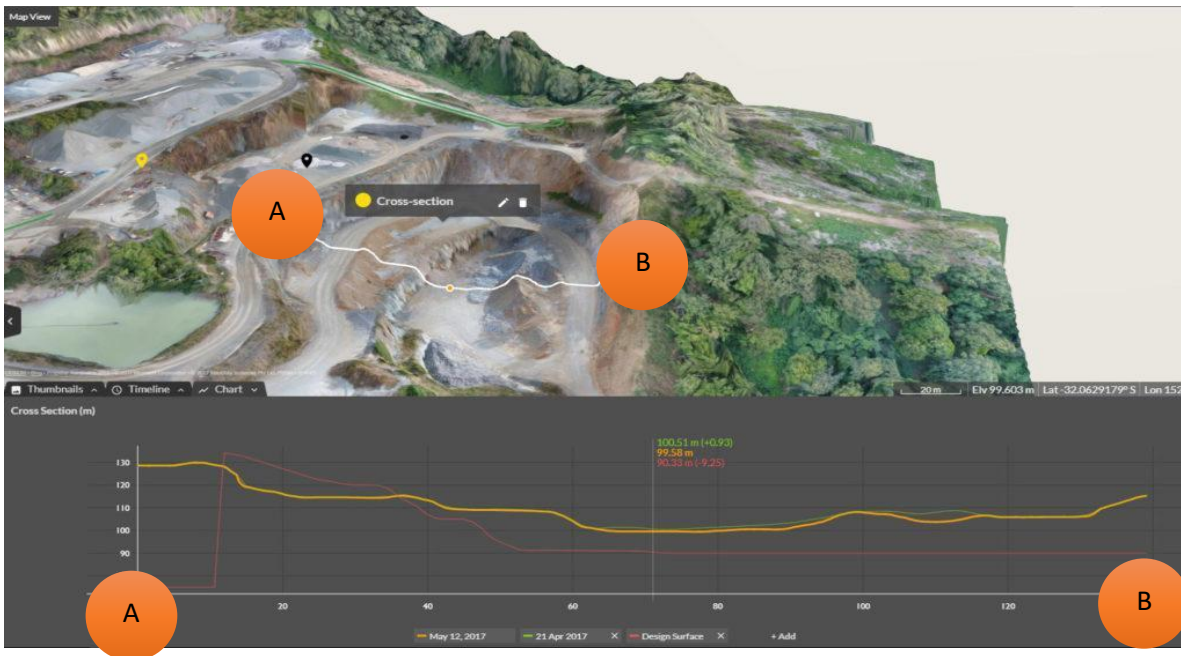 Map View
A
Cross-section
B
Thumbnails
Timeline
Chart
20 m
Elv 99.603 m
Lat -32.0629179° S
Lon 152
Cross Section (m)
100.51 m (+0.93)
99.58 m
90.33 m (-9.25)
130
120
110
100
90
20
40
60
80
100
120
A
B
May 12, 2017
21 Apr 2017
Design Surface
+ Add